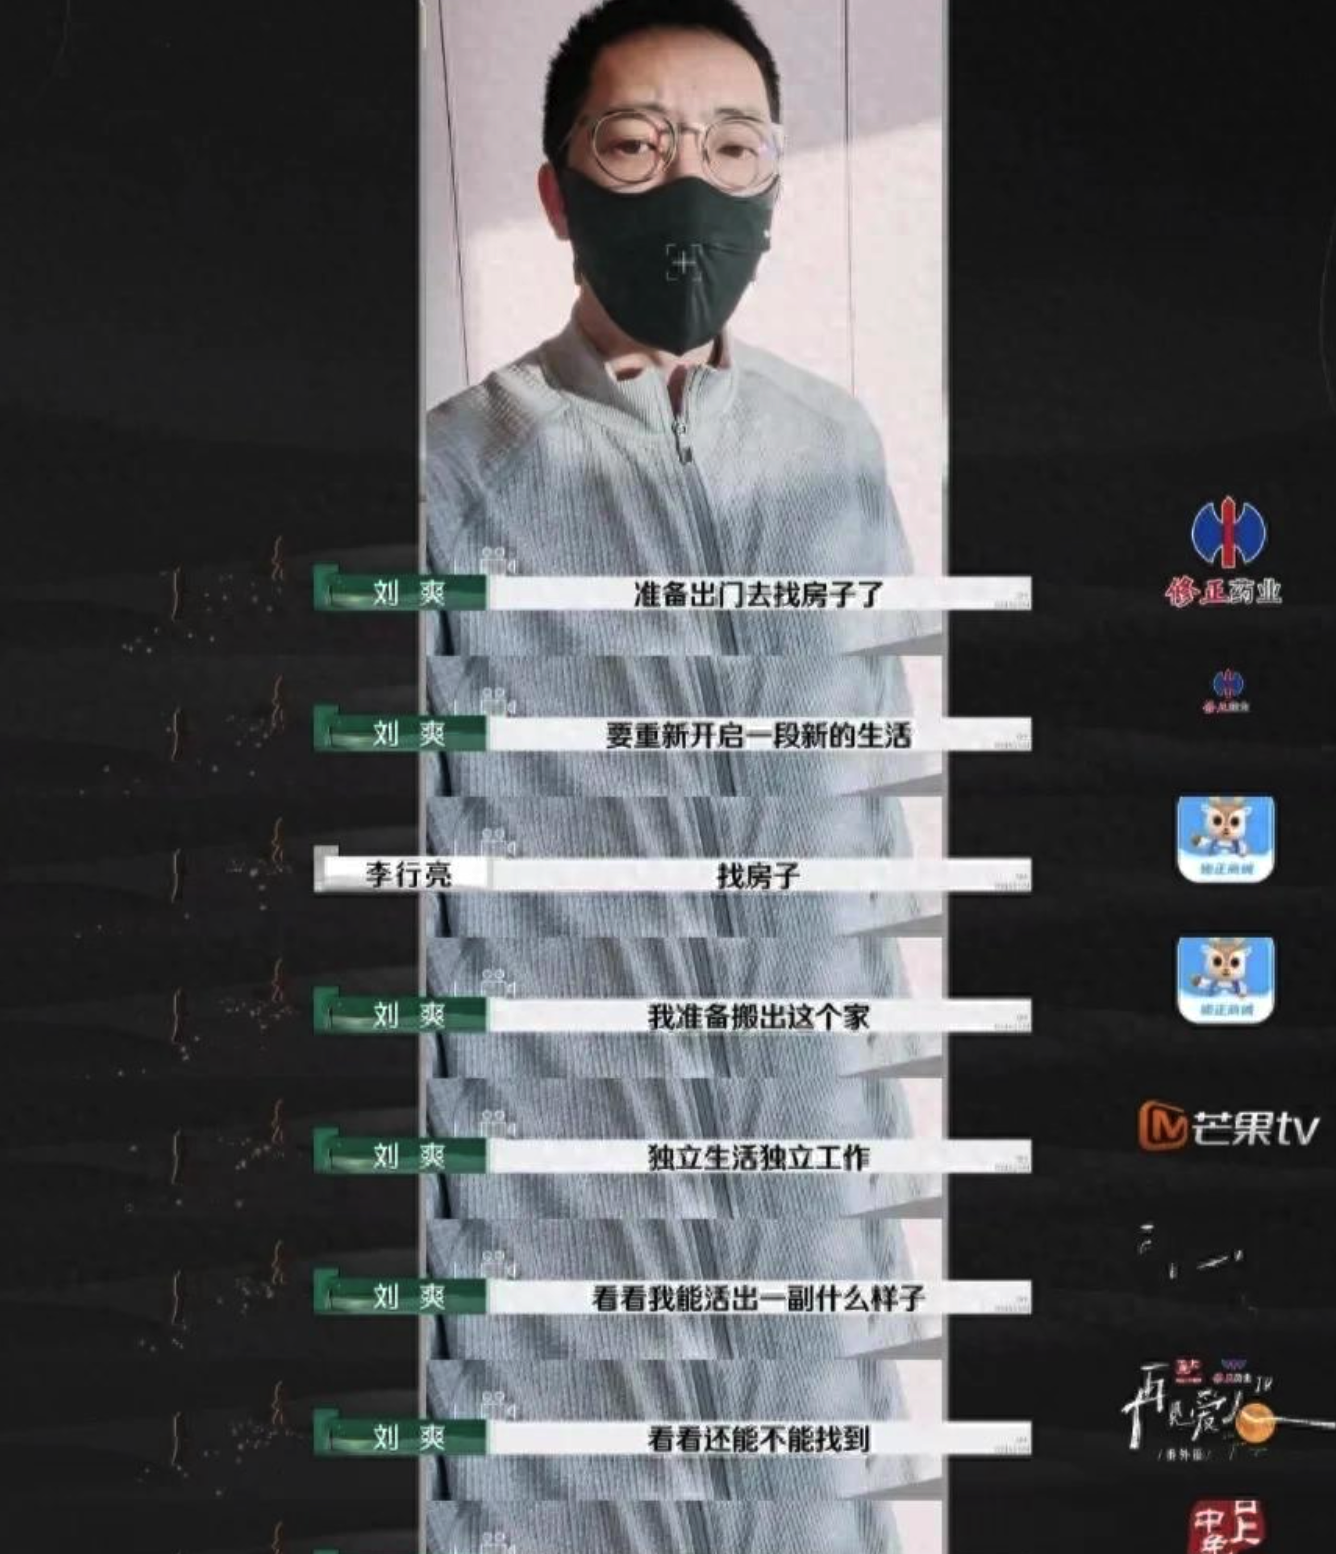 修正药业
刘 爽 准备出门去找房子了
刘 爽 要重新开启一段新的生活
李行亮 找房子
修正商城
刘 爽 我准备搬出这个家
修正商城
芒果tv
刘 爽 独立生活独立工作
刘 爽 看看我能活出一副什么样子
再见爱人
刘 爽 看看还能不能找到